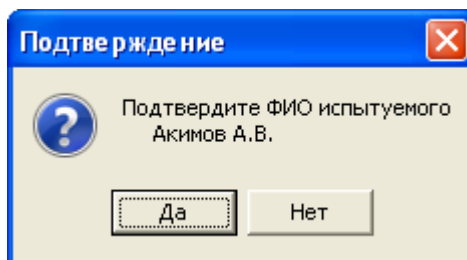 Подтверждение
Подтвердите ФИО испытуемого
Акимов А.В.
Да
Нет